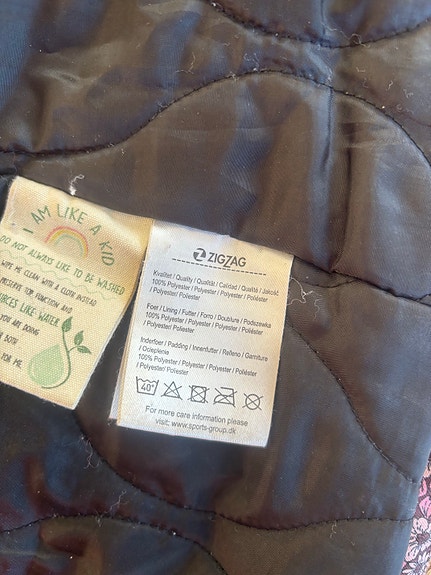 I AM LIKE A KID
DO NOT ALWAYS LIKE TO BE WASHED
WIPE ME CLEAN WITH A CLOTH INSTEAD
PRESERVE FUNCTION AND
URCES LIKE WATER
YOU ARE DOING
BOTH
FOR ME
ZIGZAG
Kvalitet / Quality / Qualität / Calidad / Qualité / Jakość
100% Polyester / Polyester / Polyester / Poliéster
/ Polyester/ Poliester
Foer / Lining / Futter / Forro / Doublure / Podszewka
100% Polyester / Polyester / Polyester / Poliéster
/ Polyester/ Poliester
Inderfoer / Padding / Innenfutter / Relleno / Garniture
/ Ocieplenie
100% Polyester / Polyester / Polyester / Poliéster
/ Polyester/ Poliester
40°
For more care information please
visit: www.sports-group.dk